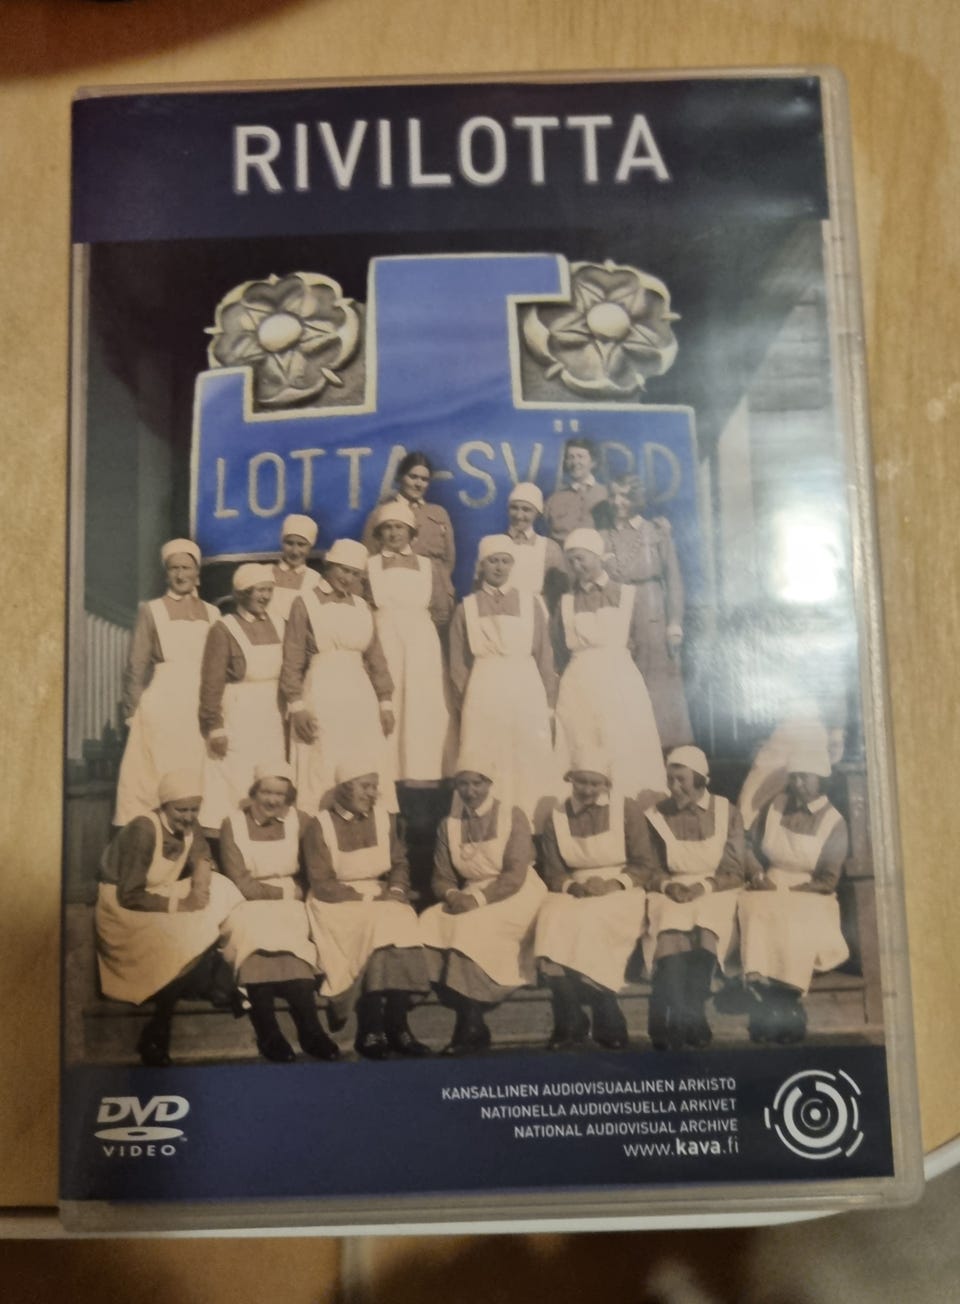 RIVILOTTA
LOTTA-SVÄRD
DVD
VIDEO
KANSALLINEN AUDIOVISUAALINEN ARKISTO
NATIONELLA AUDIOVISUELLA ARKIVET
NATIONAL AUDIOVISUAL ARCHIVE
www.kava.fi